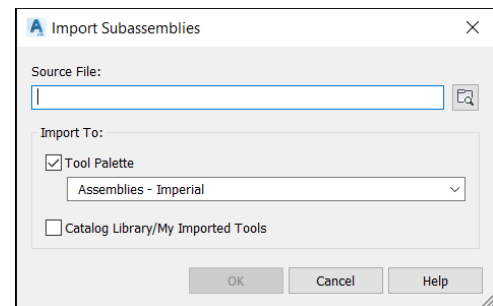 Import Subassemblies
Source File:
Import To:
Tool Palette
Assemblies - Imperial
Catalog Library/My Imported Tools
OK Cancel Help